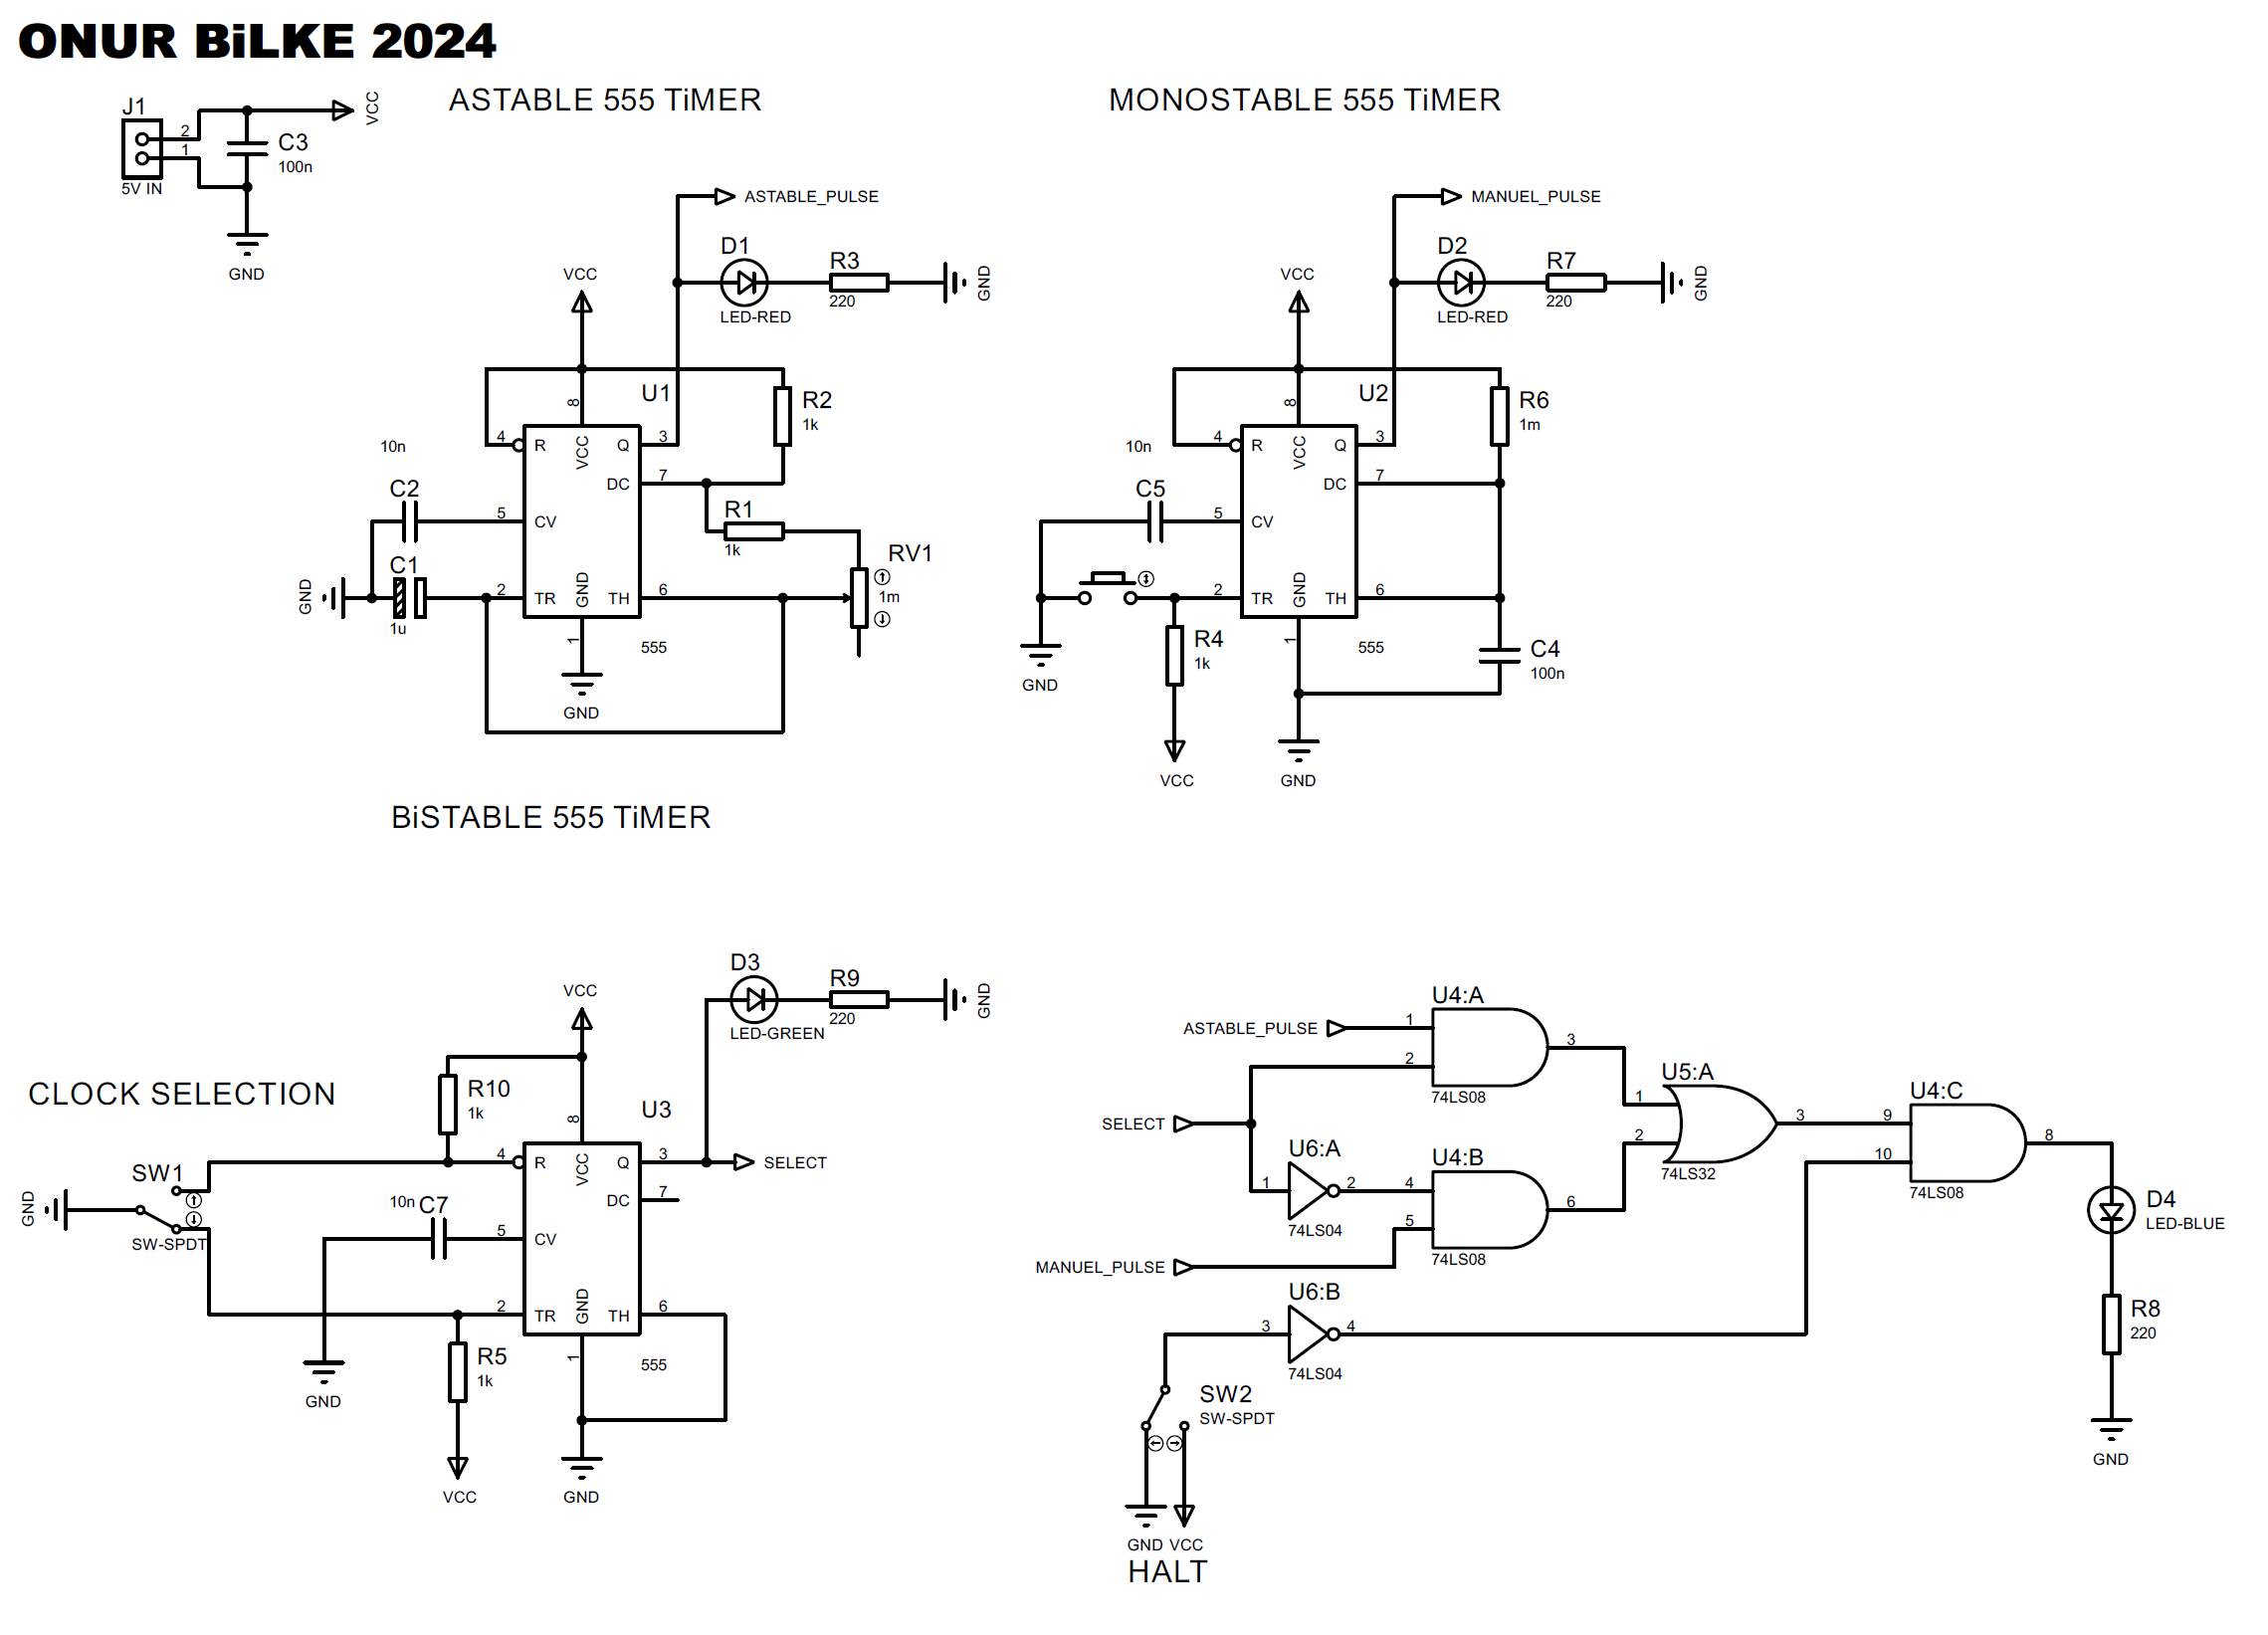 ONUR BiLKE 2024
J1
2
1
5V IN
C3
100n
VCC
GND
ASTABLE 555 TiMER
ASTABLE_PULSE
D1
LED-RED
R3
220
GND
VCC
U1
R2
1k
8
4
R
VCC
Q
3
10n
DC
7
C2
5
CV
R1
1k
RV1
1m
C1
1u
GND
2
TR
GND
TH
6
1
555
GND
MONOSTABLE 555 TiMER
MANUEL_PULSE
D2
LED-RED
R7
220
GND
VCC
U2
R6
1m
8
4
R
VCC
Q
3
10n
DC
7
C5
5
CV
2
TR
GND
TH
6
R4
1k
1
555
C4
100n
GND
VCC
GND
BiSTABLE 555 TiMER
D3
LED-GREEN
R9
220
GND
VCC
CLOCK SELECTION
R10
1k
U3
8
4
R
VCC
Q
3
SELECT
SW1
SW-SPDT
GND
DC
7
10n
C7
5
CV
2
TR
GND
TH
6
R5
1k
1
555
GND
VCC
GND
U4:A
ASTABLE_PULSE
1
2
3
74LS08
SELECT
U6:A
1
2
74LS04
U4:B
4
5
6
74LS08
MANUEL_PULSE
U5:A
1
2
3
74LS32
U4:C
9
10
8
74LS08
U6:B
3
4
74LS04
SW2
SW-SPDT
GND VCC
HALT
D4
LED-BLUE
R8
220
GND